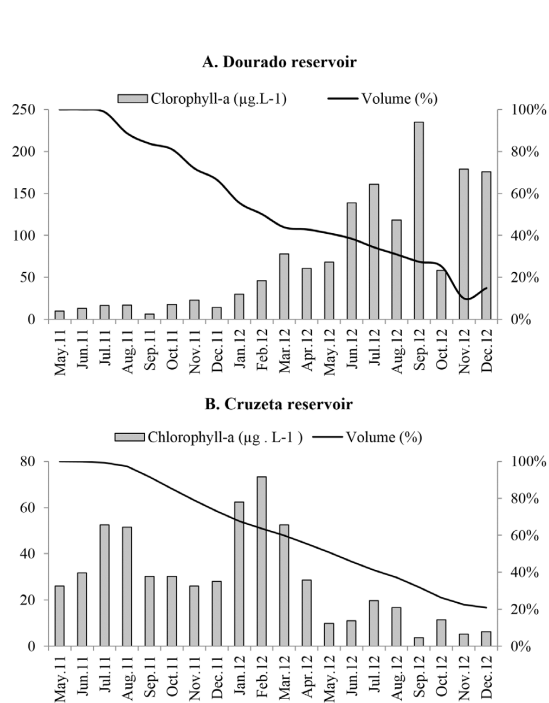 A. Dourado reservoir
Clorophyll-a (µg.L-1) Volume (%)
250 100%
200 80%
150 60%
100 40%
50 20%
0 0%
May.11 Jun.11 Jul.11 Aug.11 Sep.11 Oct.11 Nov.11 Dec.11 Jan.12 Feb.12 Mar.12 Apr.12 May.12 Jun.12 Jul.12 Aug.12 Sep.12 Oct.12 Nov.12 Dec.12
B. Cruzeta reservoir
Chlorophyll-a (µg . L-1 ) Volume (%)
80 100%
60 80%
40 60%
20 40%
0 20%
0%
May.11 Jun.11 Jul.11 Aug.11 Sep.11 Oct.11 Nov.11 Dec.11 Jan.12 Feb.12 Mar.12 Apr.12 May.12 Jun.12 Jul.12 Aug.12 Sep.12 Oct.12 Nov.12 Dec.12